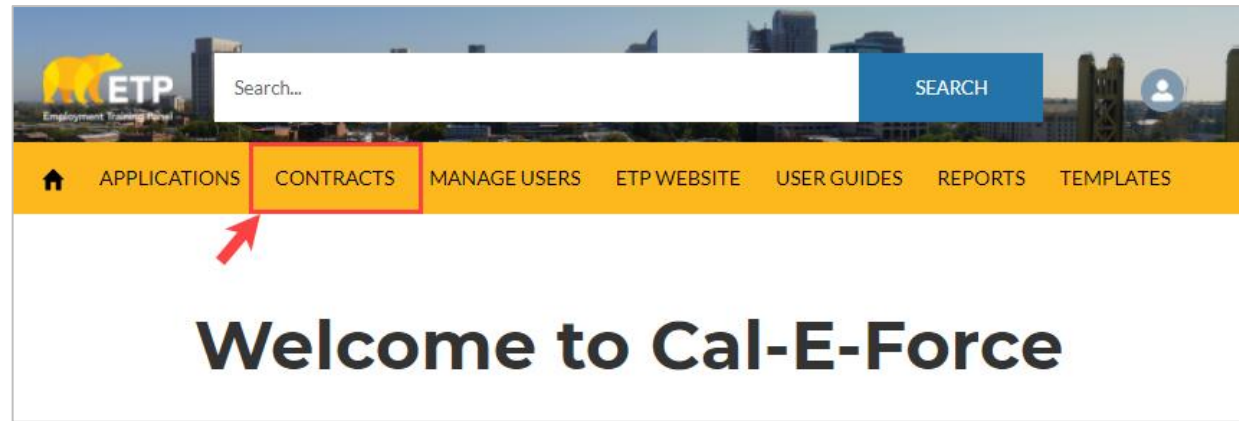 ETP
Employment Training Panel
Search...
SEARCH
APPLICATIONS CONTRACTS MANAGE USERS ETP WEBSITE USER GUIDES REPORTS TEMPLATES
Welcome to Cal-E-Force